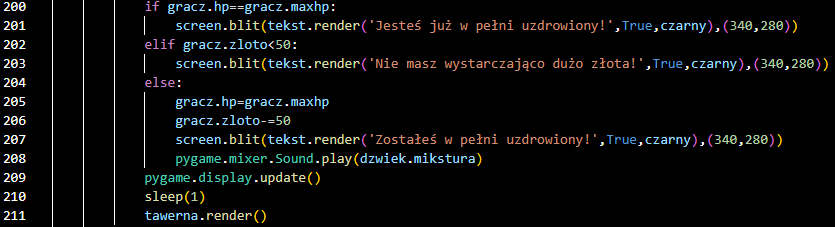 200 if gracz.hp==gracz.maxhp:
201 screen.blit(tekst.render('Jesteś już w pełni uzdrowiony!',True,czarny),(340,280))
202 elif gracz.zloto<50:
203 screen.blit(tekst.render('Nie masz wystarczająco dużo złota!',True,czarny),(340,280))
204 else:
205 gracz.hp=gracz.maxhp
206 gracz.zloto-=50
207 screen.blit(tekst.render('Zostałeś w pełni uzdrowiony!',True,czarny),(340,280))
208 pygame.mixer.Sound.play(dzwiek.mikstura)
209 pygame.display.update()
210 sleep(1)
211 tawerna.render()